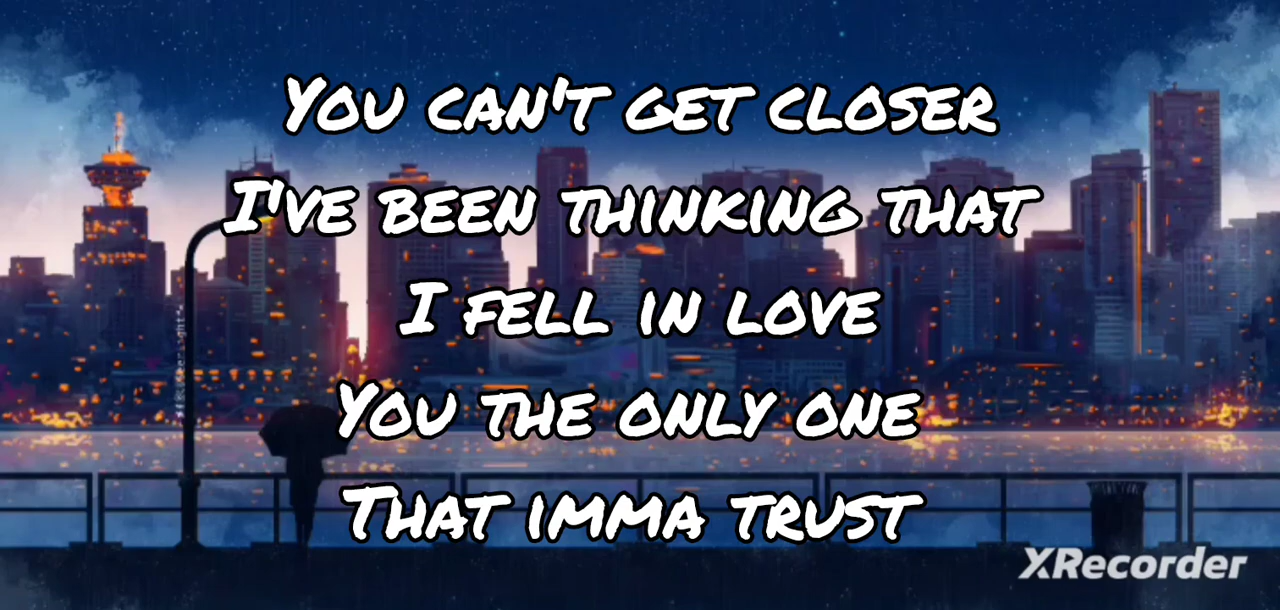 You can't get closer
I've been thinking that
I fell in love
You the only one
That imma trust
XRecorder